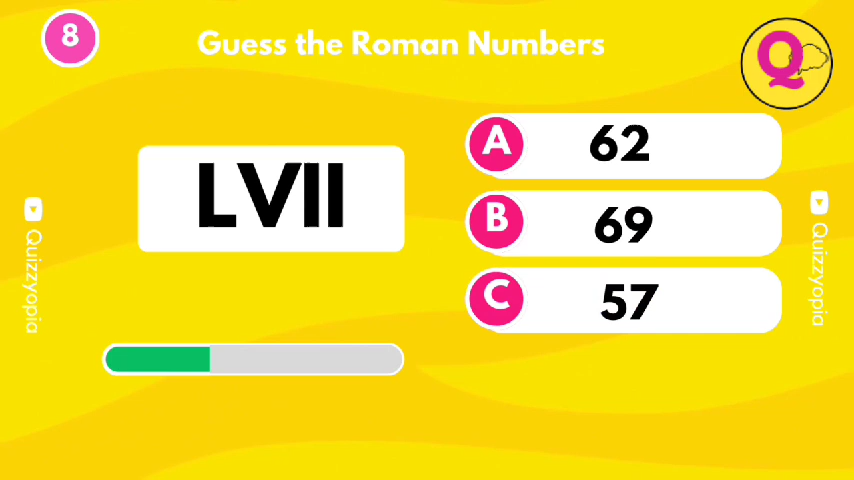 8
Guess the Roman Numbers
Q
LVII
A 62
B 69
C 57
Quizzyopia
Quizzyopia